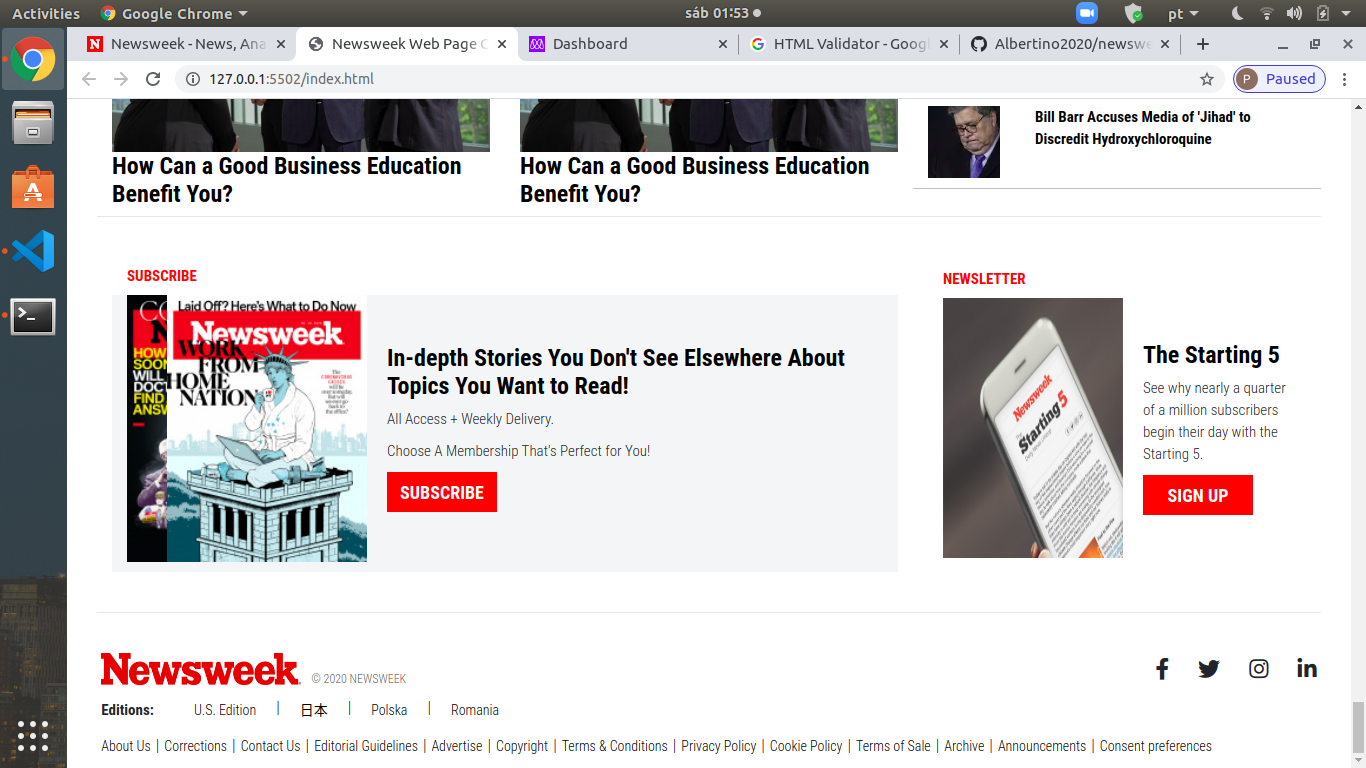 Activities
Google Chrome
sáb 01:53
pt
Newsweek - News, Ana
Newsweek Web Page C
Dashboard
HTML Validator - Googl
Albertino2020/newswe
127.0.0.1:5502/index.html
P
Paused
How Can a Good Business Education
Benefit You?
How Can a Good Business Education
Benefit You?
Bill Barr Accuses Media of 'Jihad' to
Discredit Hydroxychloroquine
SUBSCRIBE
HOW
SOON
WILL
DOCT
FIND
ANSW
Laid Off? Here's What to Do Now
Newsweek
WORK
FROM
HOME
NATION
In-depth Stories You Don't See Elsewhere About
Topics You Want to Read!
All Access + Weekly Delivery.
Choose A Membership That's Perfect for You!
SUBSCRIBE
NEWSLETTER
Newsweek
The
Starting 5
The Starting 5
See why nearly a quarter
of a million subscribers
begin their day with the
Starting 5.
SIGN UP
Newsweek
© 2020 NEWSWEEK
Editions: U.S. Edition | 日本 | Polska | Romania
About Us | Corrections | Contact Us | Editorial Guidelines | Advertise | Copyright | Terms & Conditions | Privacy Policy | Cookie Policy | Terms of Sale | Archive | Announcements | Consent preferences